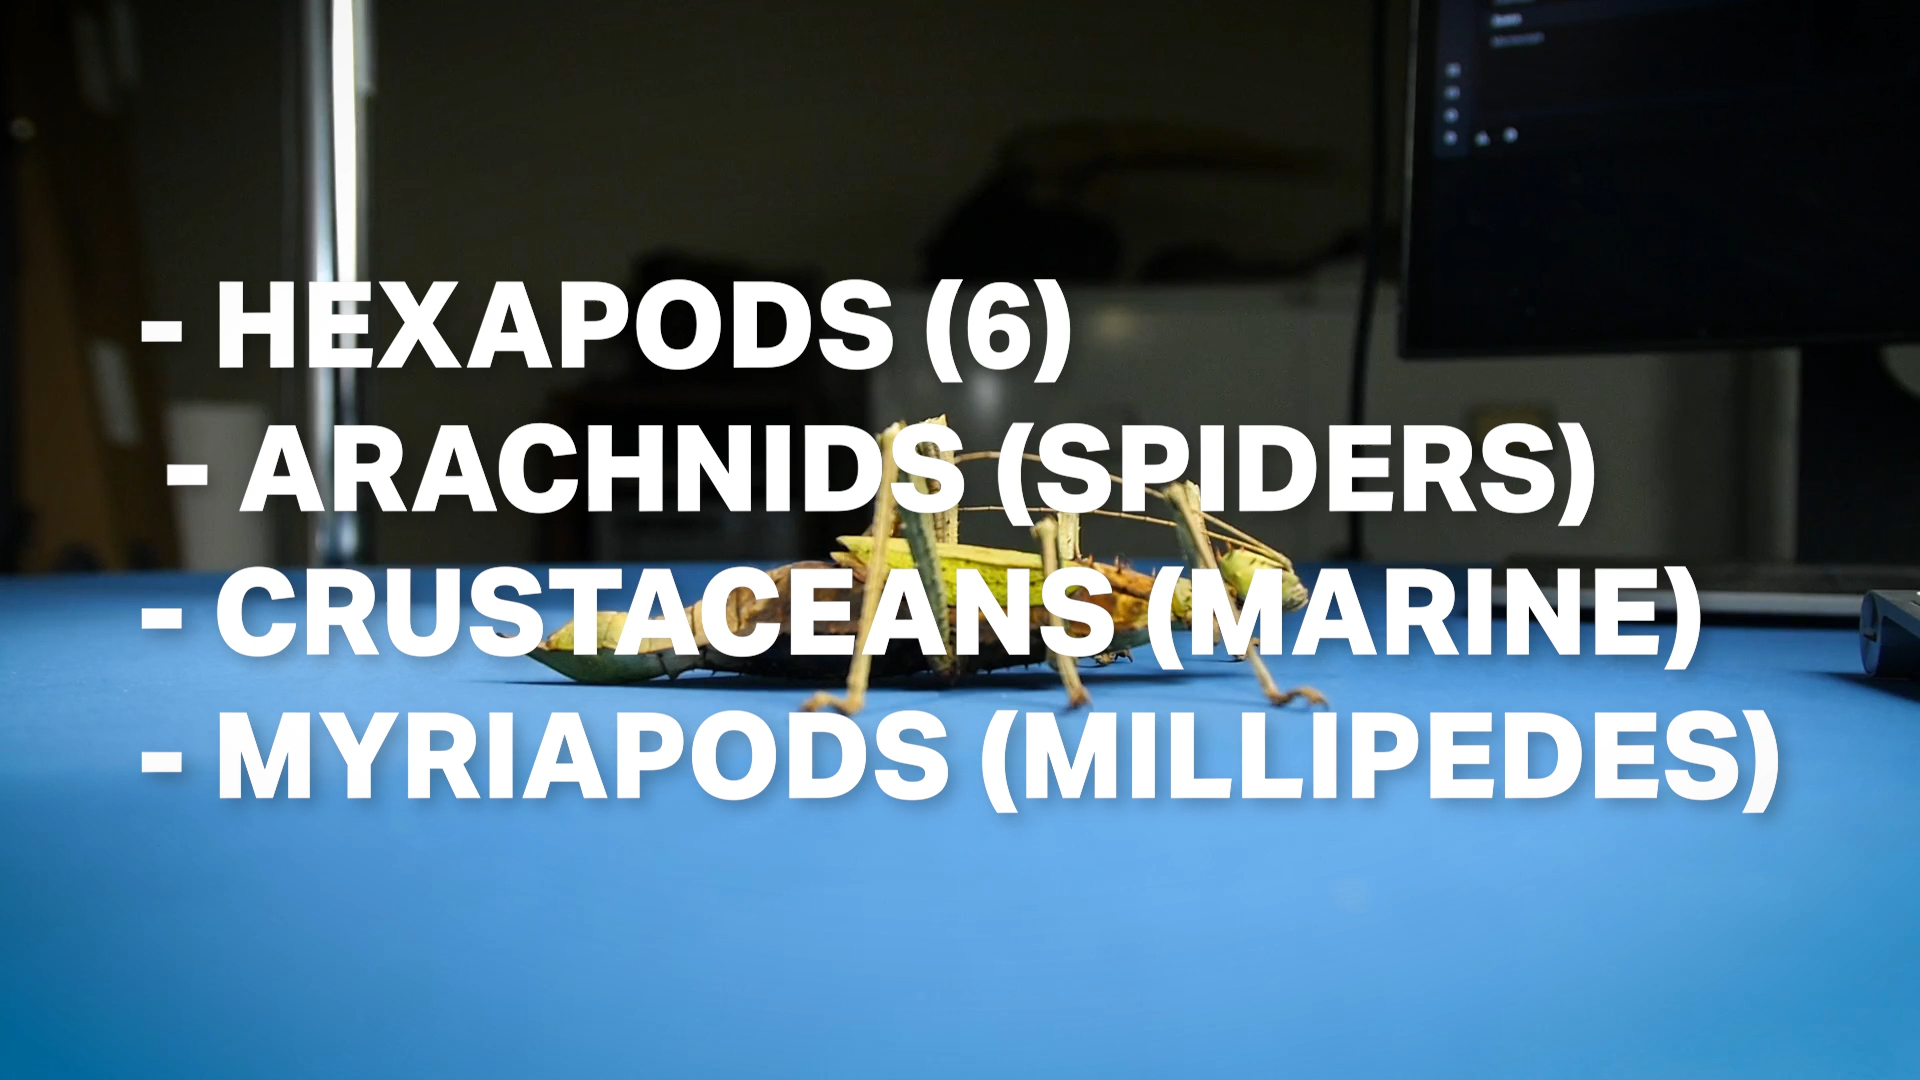 - HEXAPODS (6)
- ARACHNIDS (SPIDERS)
- CRUSTACEANS (MARINE)
- MYRIAPODS (MILLIPEDES)